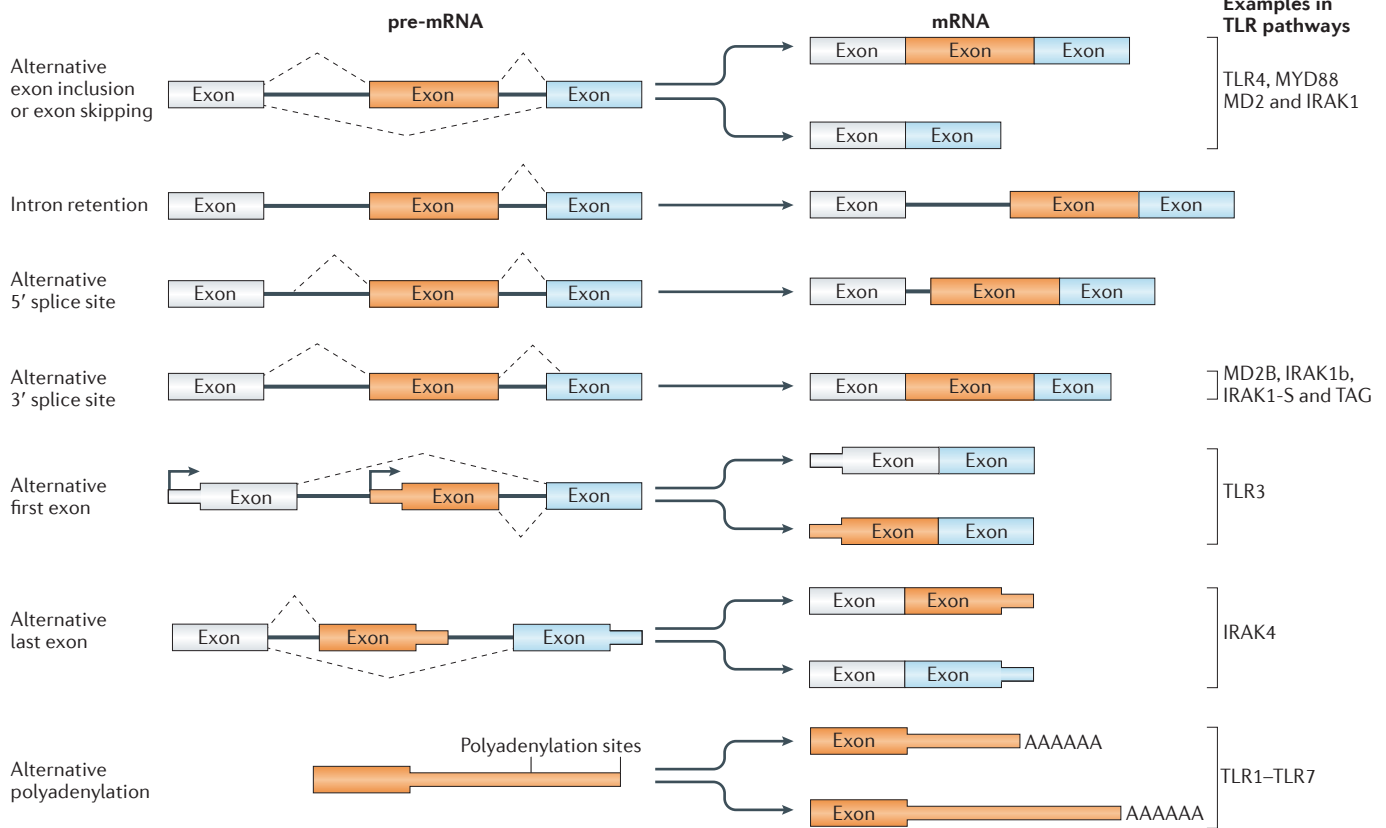 Examples in
TLR pathways
pre-mRNA
mRNA
Alternative
exon inclusion
or exon skipping
Exon
Exon
Exon
Exon
Exon
Exon
Exon
Exon
TLR4, MYD88
MD2 and IRAK1
Intron retention
Exon
Exon
Exon
Exon
Exon
Exon
Alternative
5′ splice site
Exon
Exon
Exon
Exon
Exon
Exon
Alternative
3′ splice site
Exon
Exon
Exon
Exon
Exon
Exon
MD2B, IRAK1b,
IRAK1-S and TAG
Alternative
first exon
Exon
Exon
Exon
Exon
Exon
Exon
Exon
TLR3
Alternative
last exon
Exon
Exon
Exon
Exon
Exon
Exon
Exon
IRAK4
Alternative
polyadenylation
Polyadenylation sites
Exon
AAAAAA
Exon
AAAAAA
TLR1–TLR7